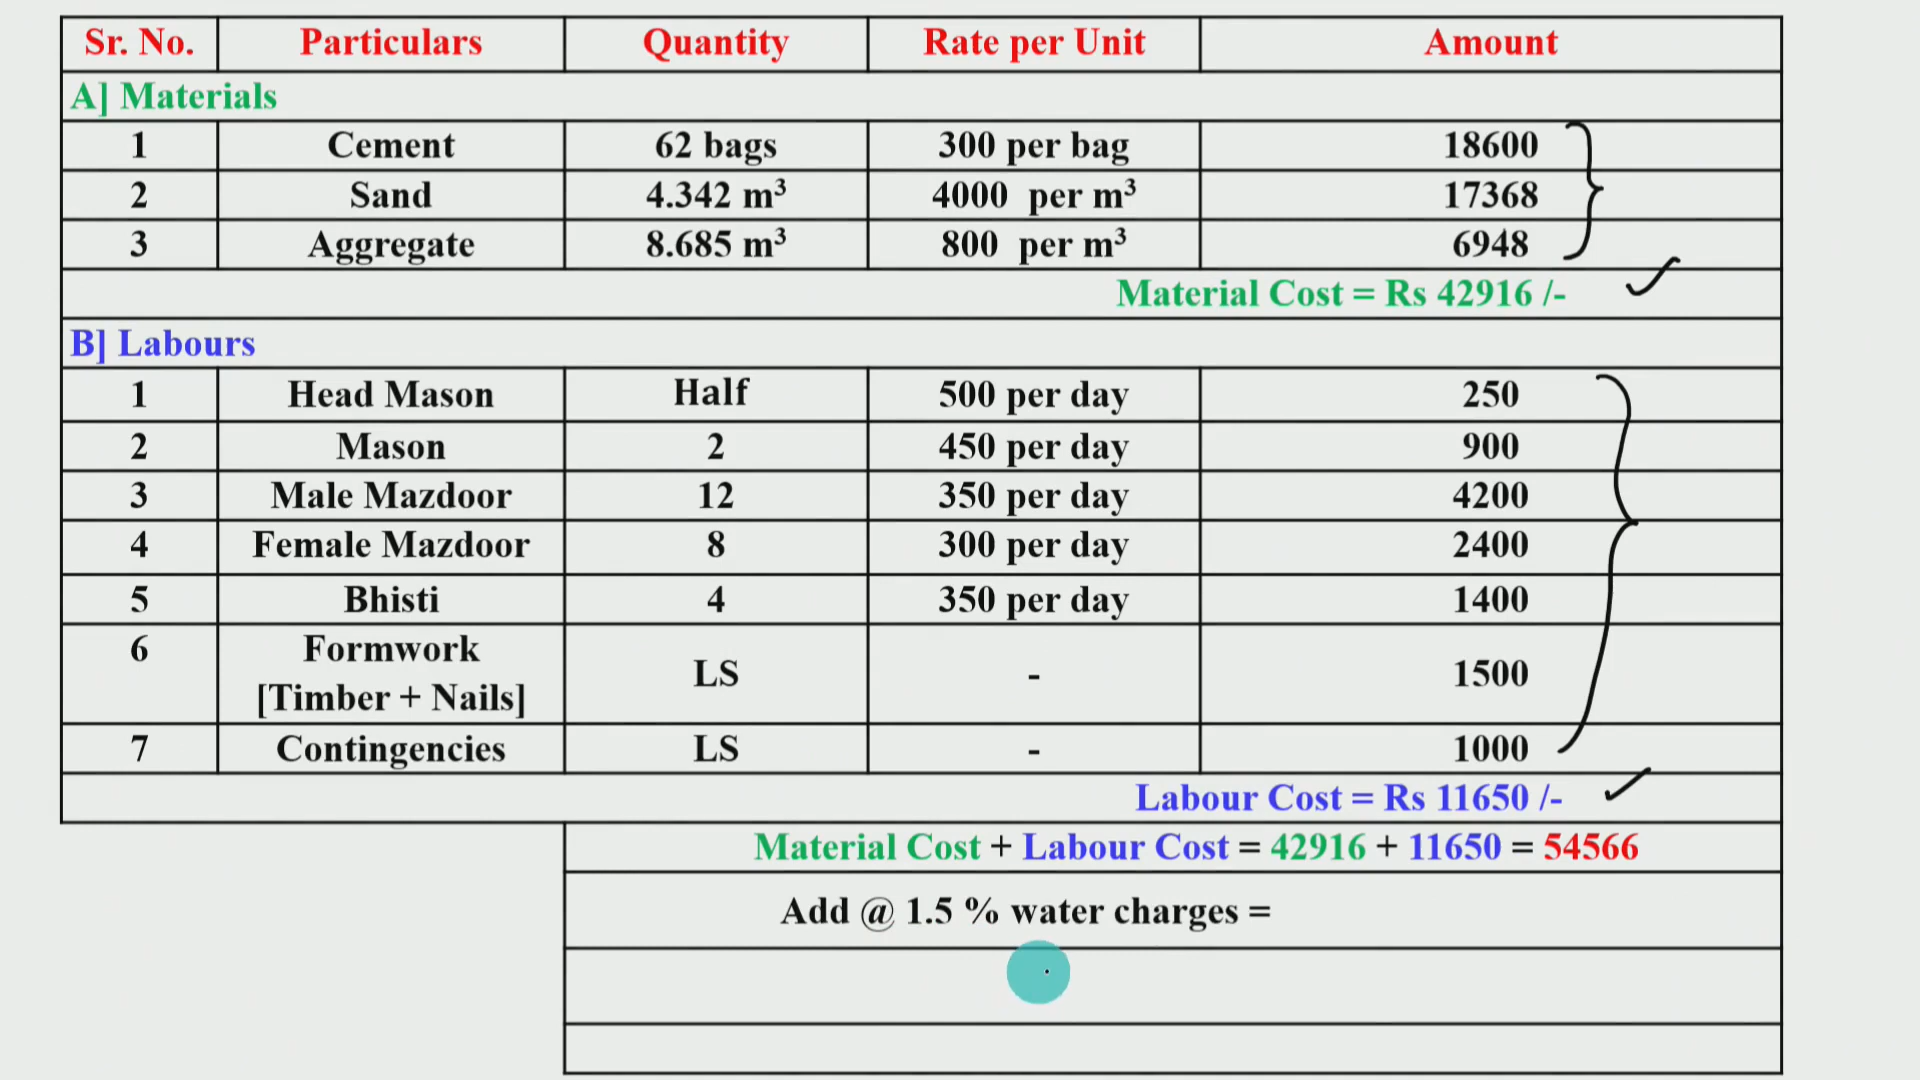 Sr. No. Particulars Quantity Rate per Unit Amount
A] Materials
1 Cement 62 bags 300 per bag 18600
2 Sand 4.342 m³ 4000 per m³ 17368
3 Aggregate 8.685 m³ 800 per m³ 6948
Material Cost = Rs 42916 /-
B] Labours
1 Head Mason Half 500 per day 250
2 Mason 2 450 per day 900
3 Male Mazdoor 12 350 per day 4200
4 Female Mazdoor 8 300 per day 2400
5 Bhisti 4 350 per day 1400
6 Formwork
[Timber + Nails] LS - 1500
7 Contingencies LS - 1000
Labour Cost = Rs 11650 /-
Material Cost + Labour Cost = 42916 + 11650 = 54566
Add @ 1.5 % water charges =